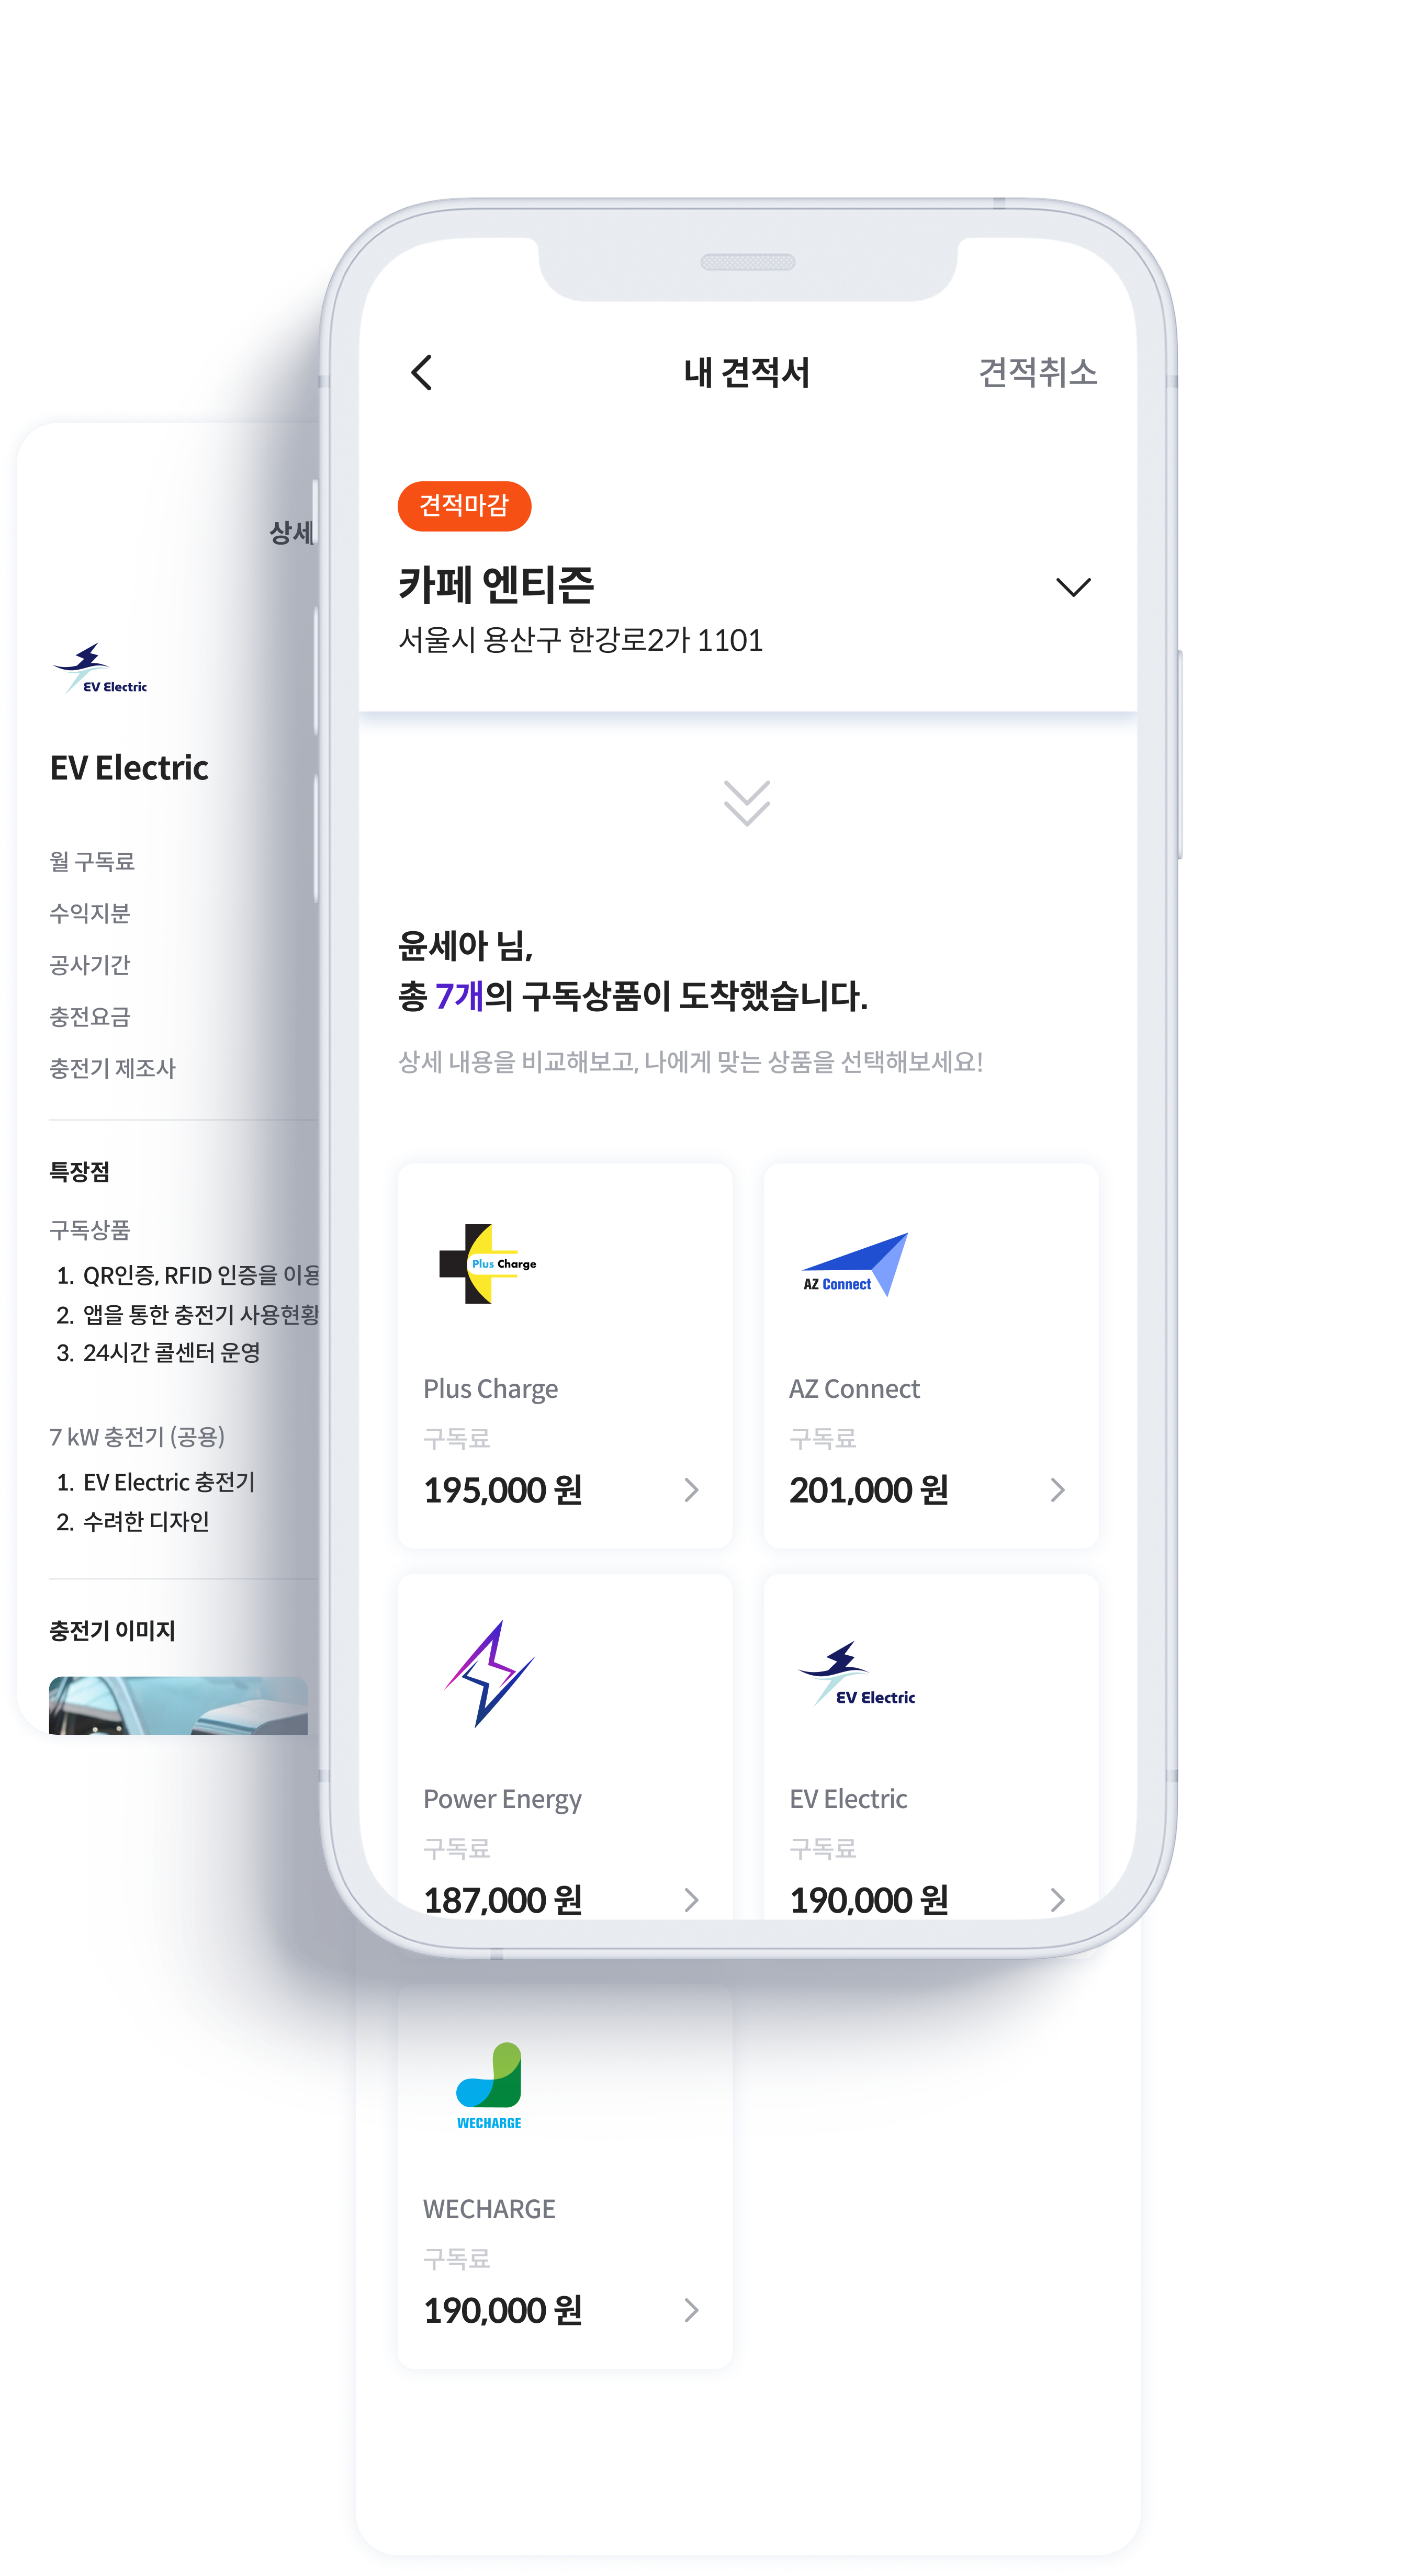 내 견적서
견적취소
견적마감
카페 엔티즌
서울시 용산구 한강로2가 1101
윤세아 님,
총 7개의 구독상품이 도착했습니다.
상세 내용을 비교해보고, 나에게 맞는 상품을 선택해보세요!
Plus Charge
Plus Charge
구독료
195,000 원
AZ Connect
AZ Connect
구독료
201,000 원
Power Energy
구독료
187,000 원
EV Electric
EV Electric
구독료
190,000 원
WECHARGE
WECHARGE
구독료
190,000 원
상세
EV Electric
EV Electric
월 구독료
수익지분
공사기간
충전요금
충전기 제조사
특장점
구독상품
1. QR인증, RFID 인증을 이용
2. 앱을 통한 충전기 사용현황
3. 24시간 콜센터 운영
7 kW 충전기 (공용)
1. EV Electric 충전기
2. 수려한 디자인
충전기 이미지